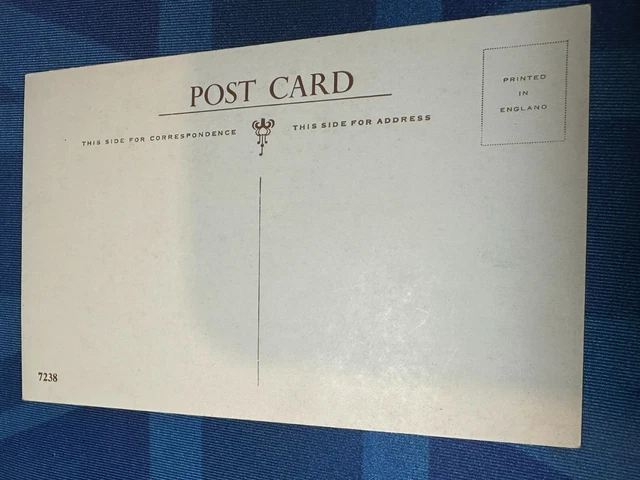 POST CARD
THIS SIDE FOR CORRESPONDENCE
THIS SIDE FOR ADDRESS
PRINTED
IN
ENGLAND
7238